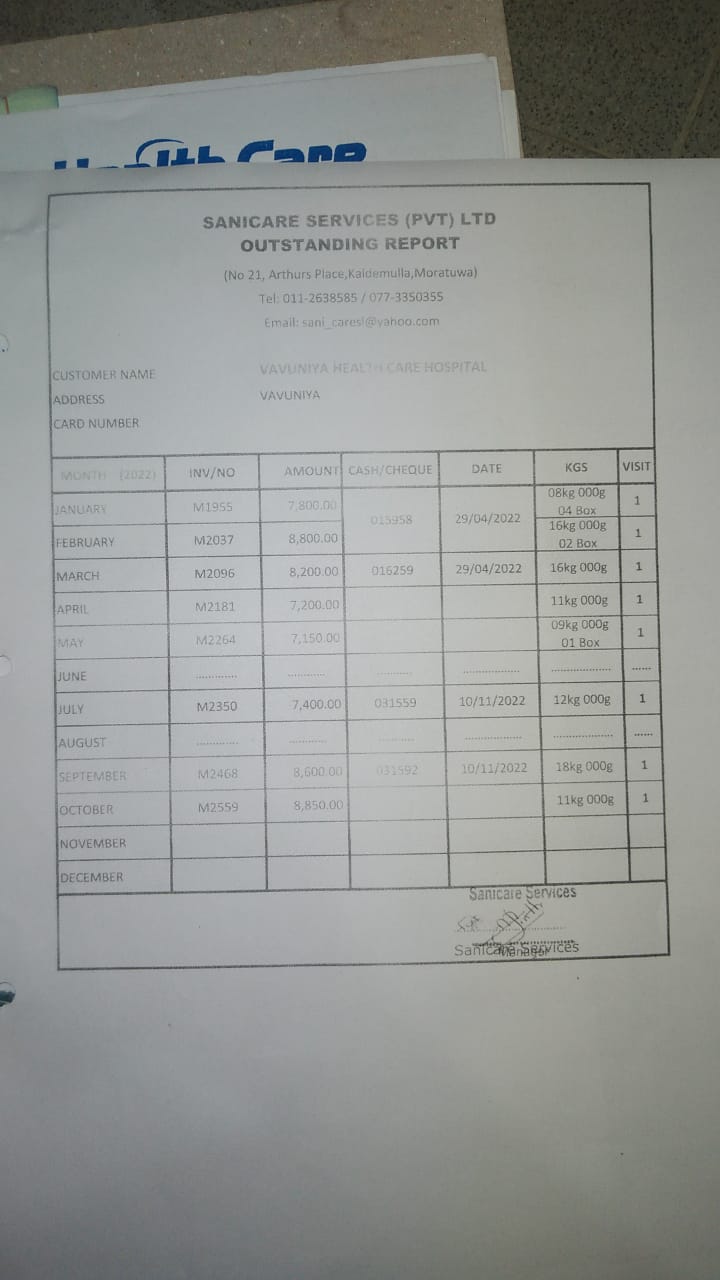 Health Care
SANICARE SERVICES (PVT) LTD
OUTSTANDING REPORT
(No 21, Arthurs Place,Kaldemulla,Moratuwa)
Tel: 011-2638585 / 077-3350355
Email: sani_caresl@yahoo.com
CUSTOMER NAME VAVUNIYA HEALTH CARE HOSPITAL
ADDRESS VAVUNIYA
CARD NUMBER
MONTH (2022) INV/NO AMOUNT CASH/CHEQUE DATE KGS VISIT
JANUARY M1955 7,800.00 015958 29/04/2022 08kg 000g 04 Box 1
FEBRUARY M2037 8,800.00 16kg 000g 02 Box 1
MARCH M2096 8,200.00 016259 29/04/2022 16kg 000g 1
APRIL M2181 7,200.00 11kg 000g 1
MAY M2264 7,150.00 09kg 000g 01 Box 1
JUNE ............. ............ ........... .................. ................... ......
JULY M2350 7,400.00 031559 10/11/2022 12kg 000g 1
AUGUST ............. ............ ........... .................. ................... ......
SEPTEMBER M2468 8,600.00 031592 10/11/2022 18kg 000g 1
OCTOBER M2559 8,850.00 11kg 000g 1
NOVEMBER
DECEMBER
Sanicare Services
Sanicare Services
Manager